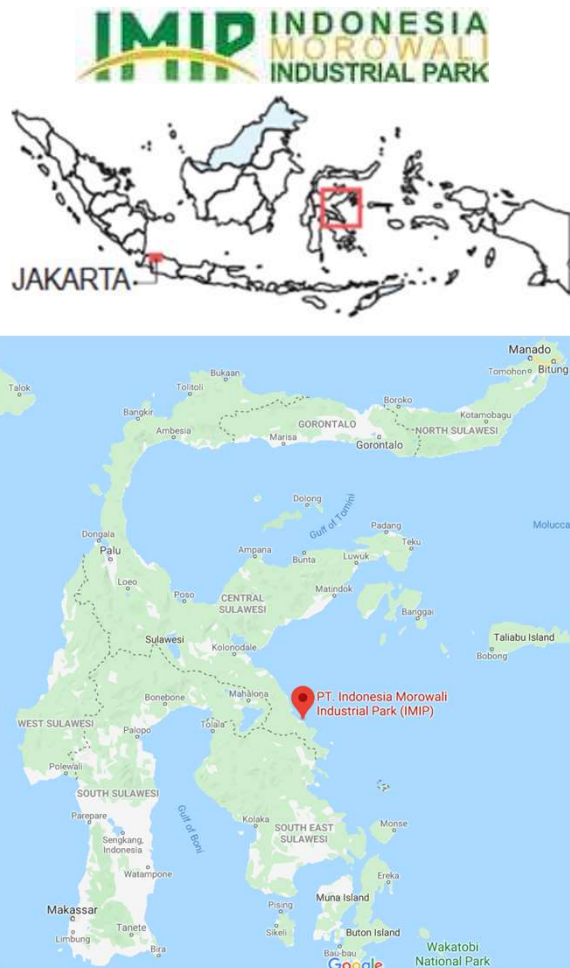 IMIP
INDONESIA
MOROWALI
INDUSTRIAL PARK
JAKARTA
Manado
Talok
Bukaan
Tomohon
Bitung
Tolitoli
Boroko
Bangkir
Kotamobagu
Ambesia
GORONTALO
Marisa
NORTH SULAWESI
Gorontalo
Dolong
Gulf of Tomini
Molucca
Padang
Dongala
Teku
Palu
Ampana
Bunta
Luwuk
Loeo
Poso
CENTRAL
SULAWESI
Matindok
Banggai
Sulawesi
Taliabu Island
Kolonodale
Bobong
Bonebone
Mahalona
PT. Indonesia Morowali
Industrial Park (IMIP)
WEST SULAWESI
Palopo
Tolala
Polewali
SOUTH SULAWESI
Parepare
Gulf of Boni
Kolaka
SOUTH EAST
SULAWESI
Monse
Sengkang,
Indonesia
Watampone
Ereka
Makassar
Pising
Muna Island
Limbung
Tanete
Bira
Sikeli
Buton Island
Bau-bau
Wakatobi
National Park
Google